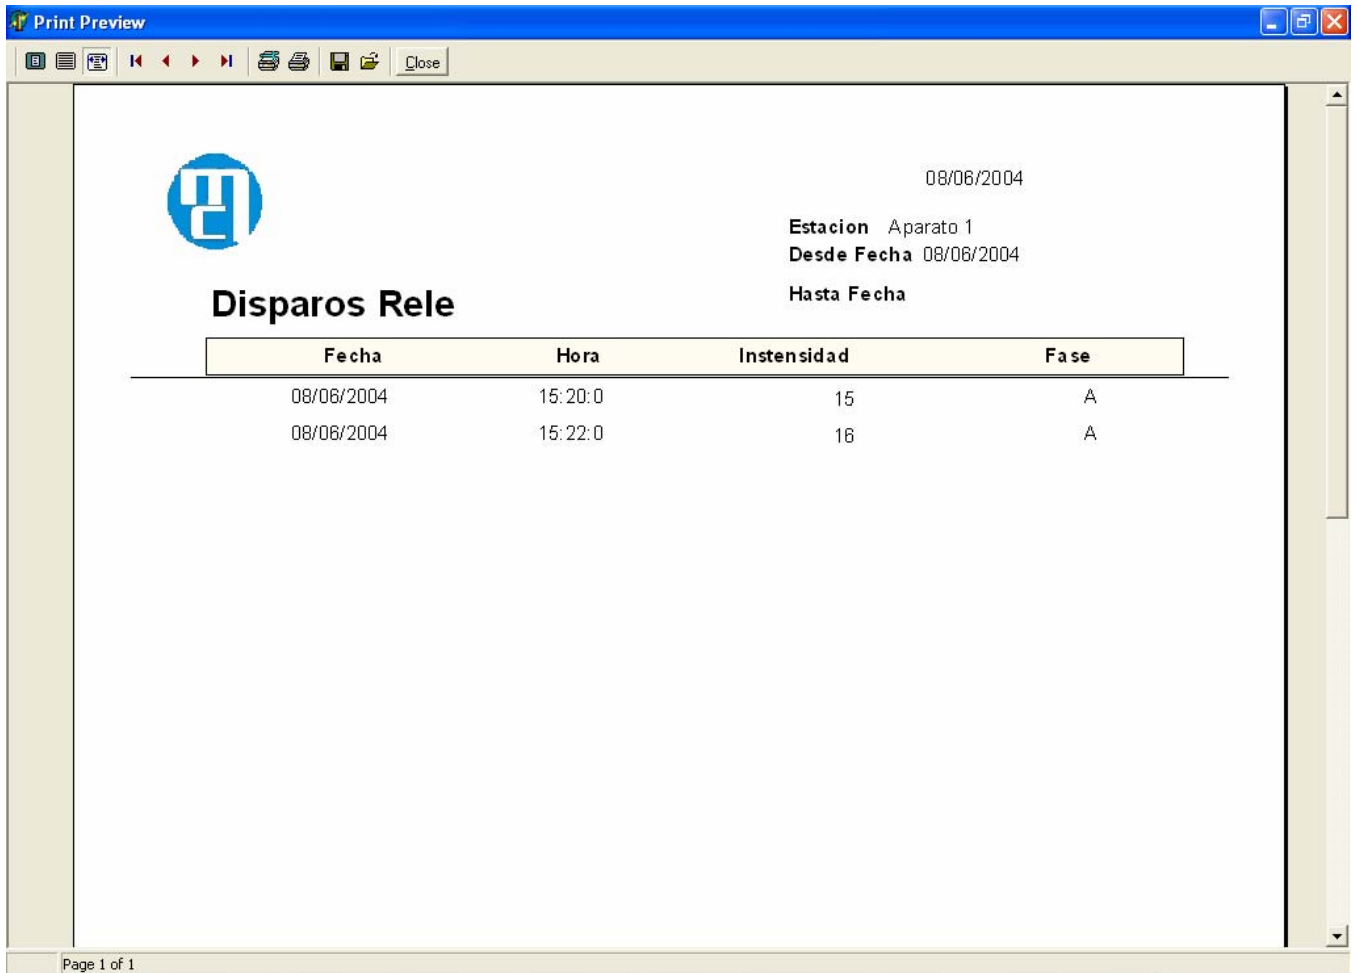 Print Preview
Close
08/06/2004
Estacion Aparato 1
Desde Fecha 08/06/2004
Hasta Fecha
Disparos Rele
Fecha Hora Instensidad Fase
08/06/2004 15:20:0 15 A
08/06/2004 15:22:0 16 A
Page 1 of 1